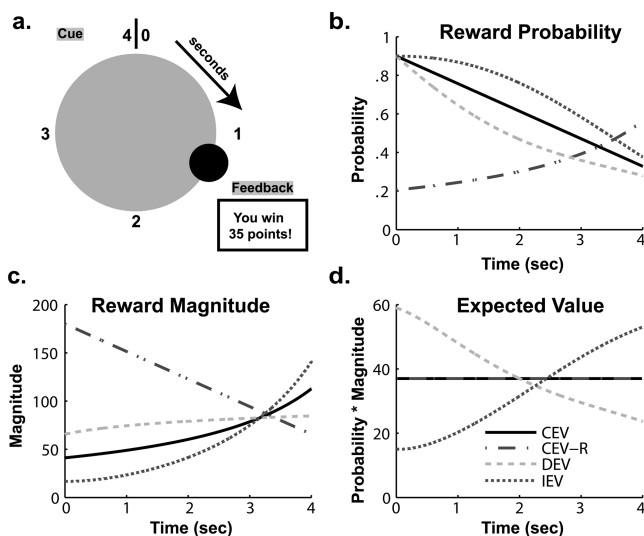 a.
Cue
4 0
seconds
3
1
2
Feedback
You win
35 points!
b.
Reward Probability
Probability
1
.8
.6
.4
.2
0
0 1 2 3 4
Time (sec)
c.
Reward Magnitude
Magnitude
200
150
100
50
0
0 1 2 3 4
Time (sec)
d.
Expected Value
Probability * Magnitude
60
40
20
0
CEV
CEV-R
DEV
IEV
0 1 2 3 4
Time (sec)